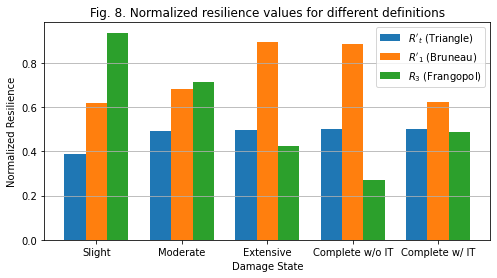 Fig. 8. Normalized resilience values for different definitions
R'ₜ (Triangle)
R'₁ (Bruneau)
R₃ (Frangopol)
Normalized Resilience
0.8
0.6
0.4
0.2
0.0
Slight Moderate Extensive Complete w/o IT Complete w/ IT
Damage State